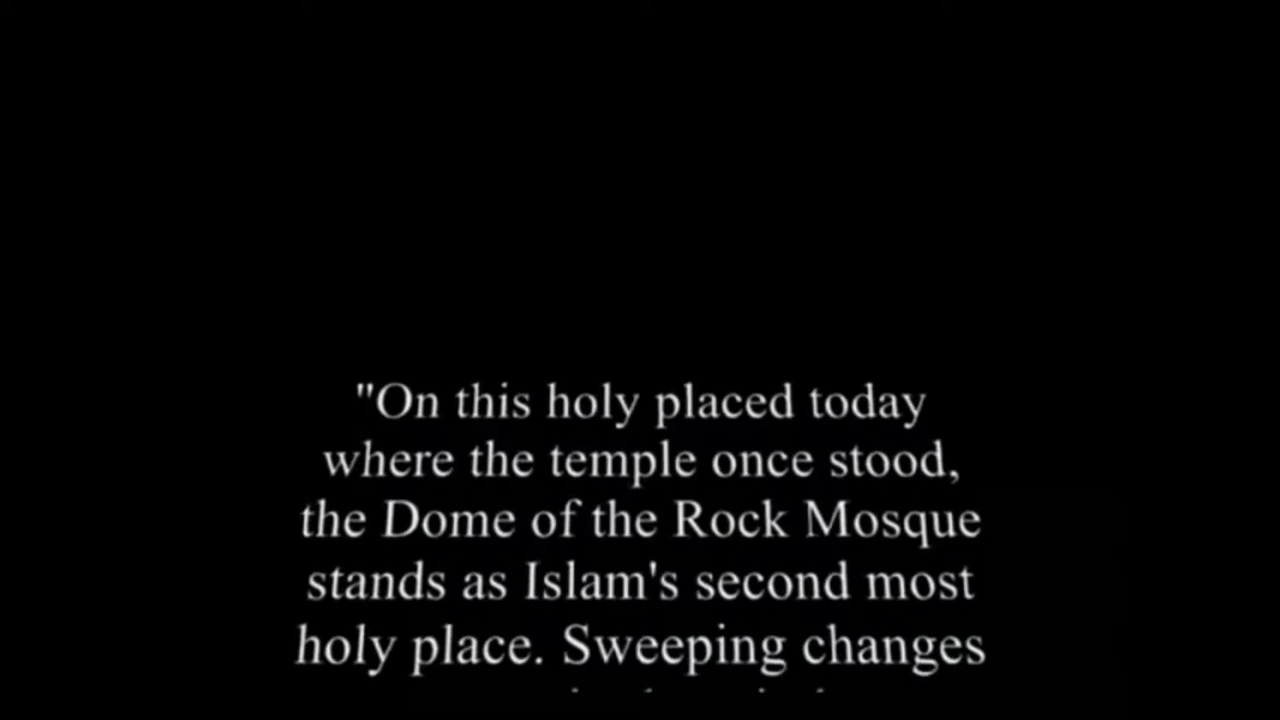 "On this holy placed today
where the temple once stood,
the Dome of the Rock Mosque
stands as Islam's second most
holy place. Sweeping changes